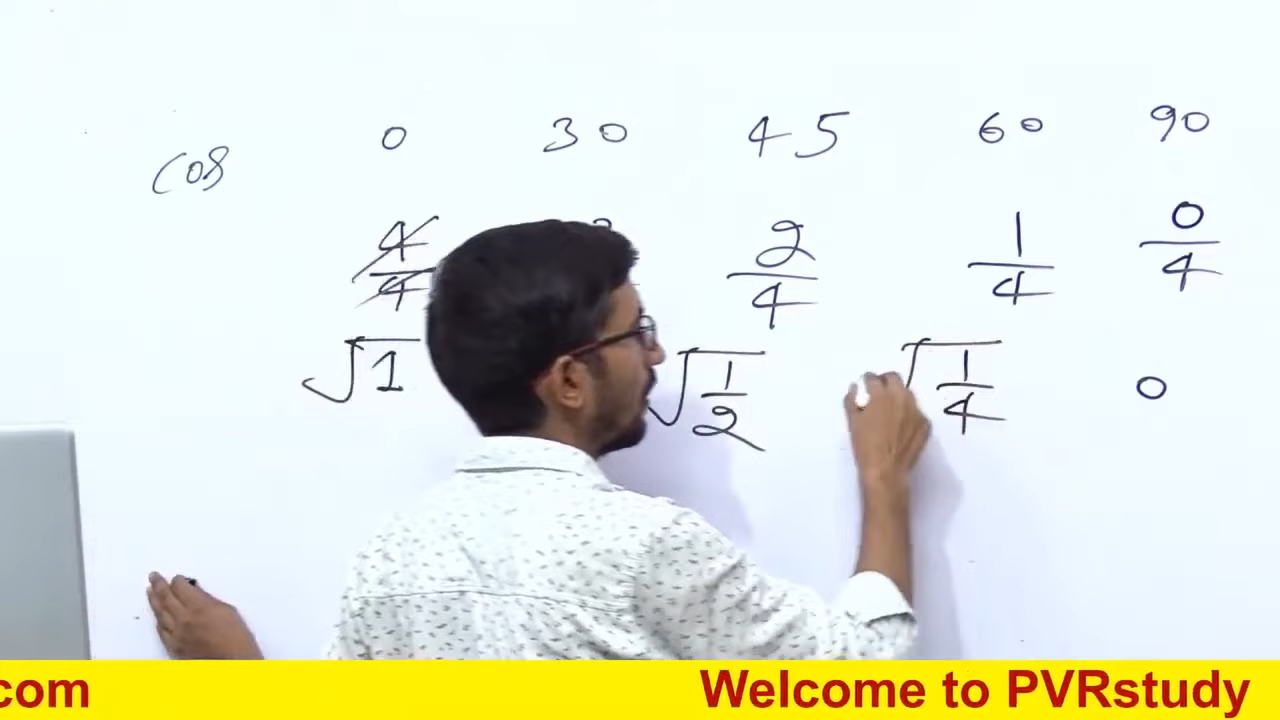 0 30 45 60 90
cos
4/4 2/4 1/4 0/4
√1 √1/2 √1/4 0
com Welcome to PVRstudy